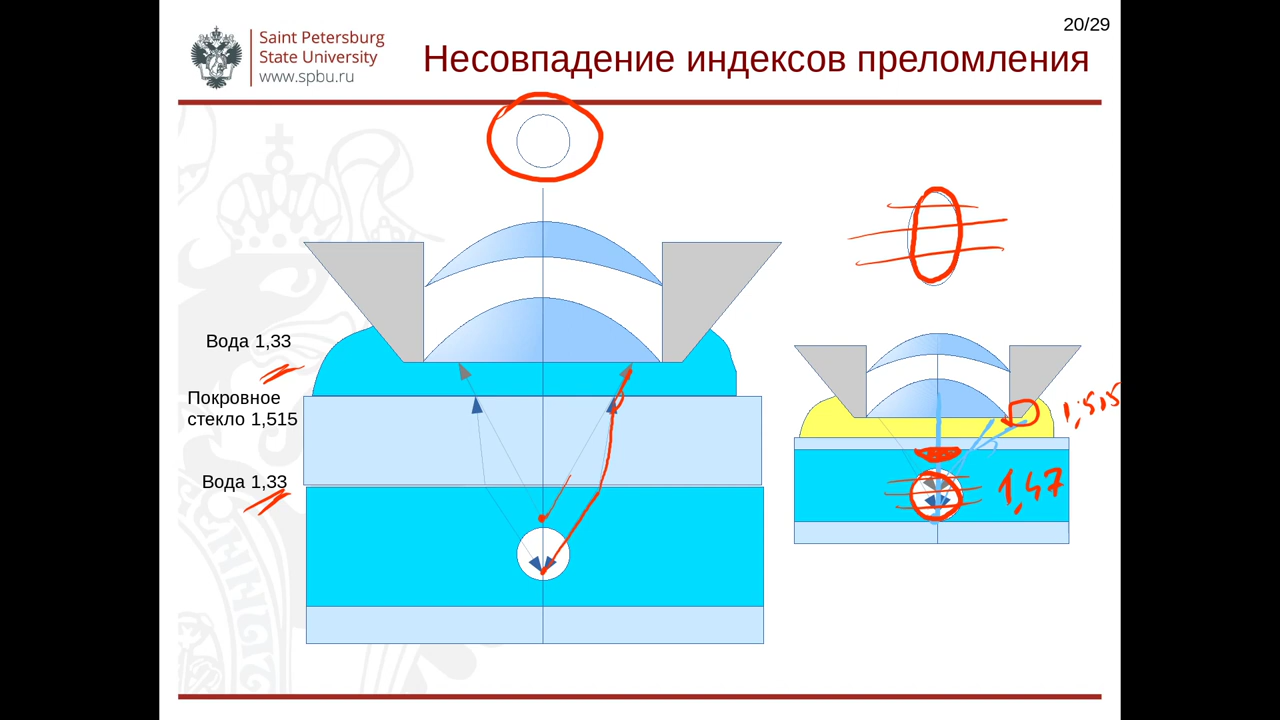 20/29
Saint Petersburg
State University
www.spbu.ru
Несовпадение индексов преломления
Вода 1,33
Покровное
стекло 1,515
Вода 1,33
1,515
1,47